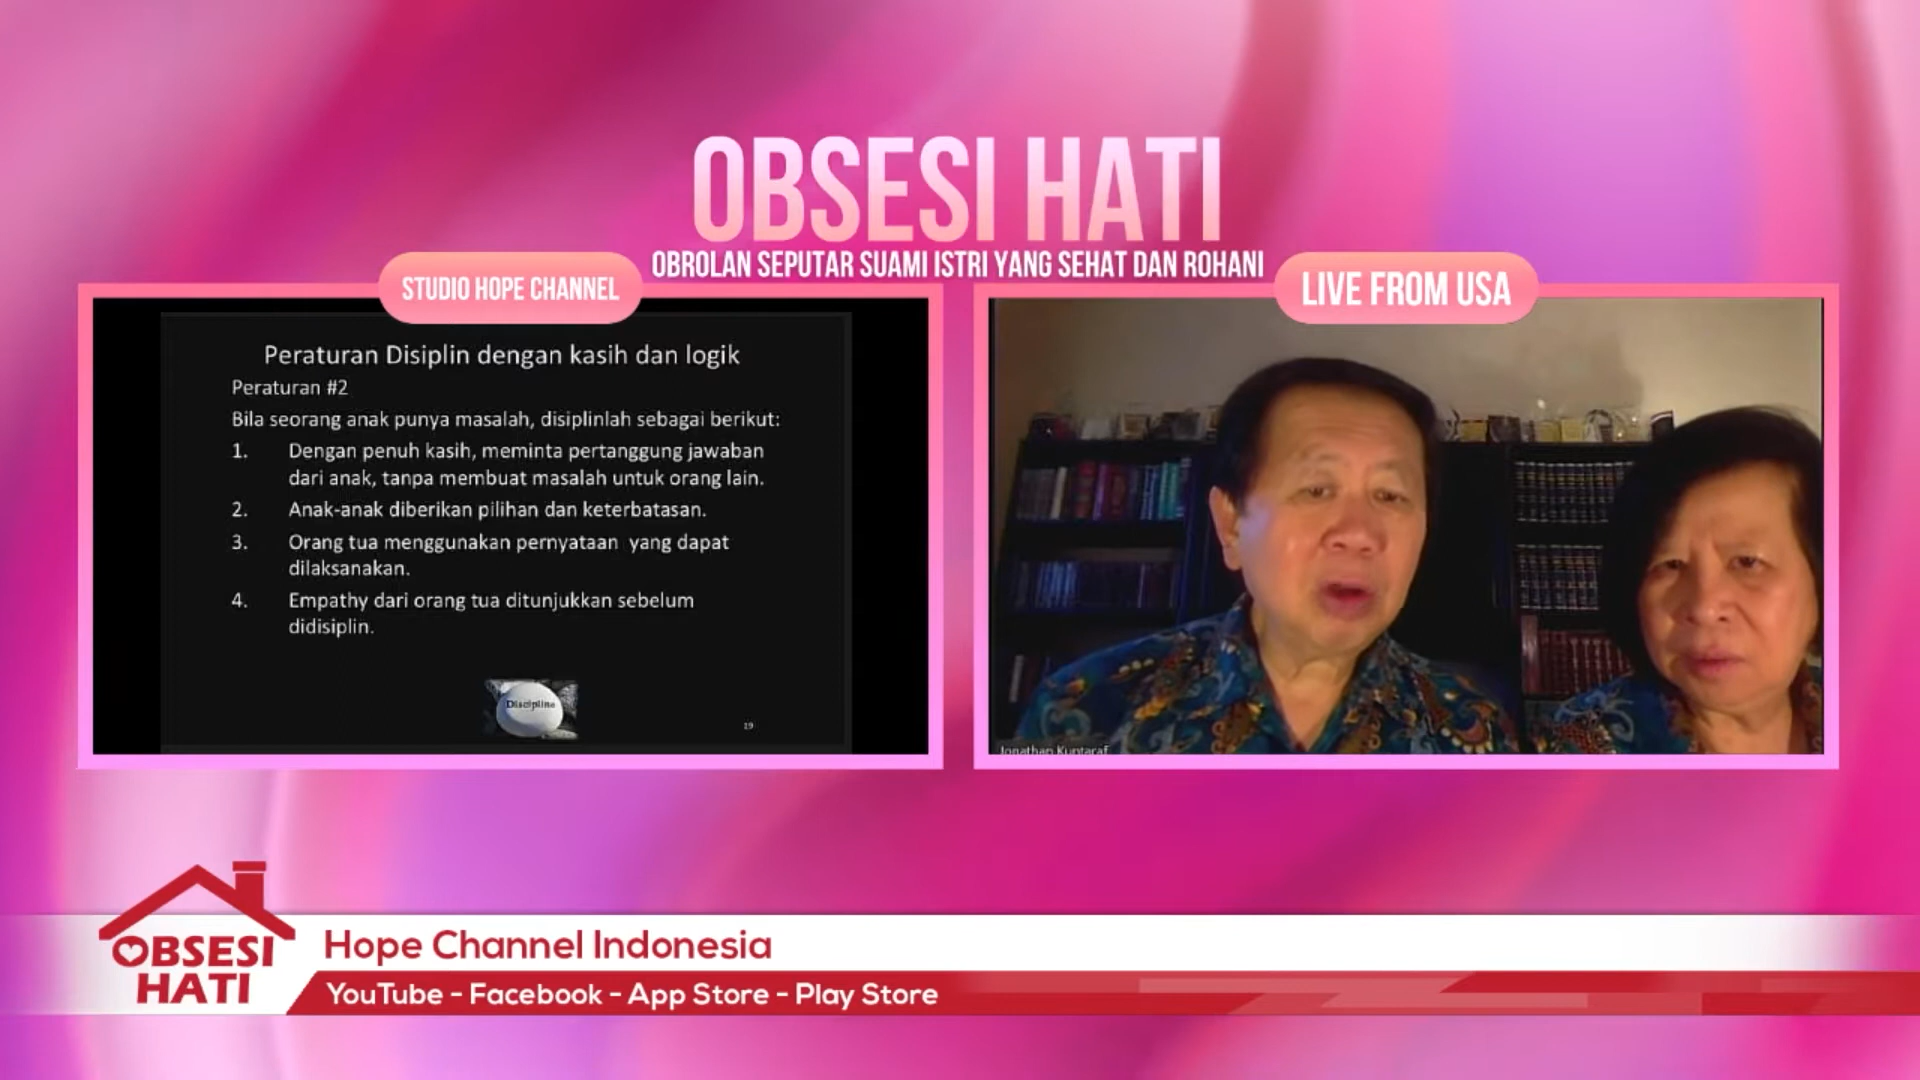 OBSESI HATI
OBROLAN SEPUTAR SUAMI ISTRI YANG SEHAT DAN ROHANI
STUDIO HOPE CHANNEL
LIVE FROM USA
Peraturan Disiplin dengan kasih dan logik
Peraturan #2
Bila seorang anak punya masalah, disiplinlah sebagai berikut:
1. Dengan penuh kasih, meminta pertanggung jawaban
dari anak, tanpa membuat masalah untuk orang lain.
2. Anak-anak diberikan pilihan dan keterbatasan.
3. Orang tua menggunakan pernyataan yang dapat
dilaksanakan.
4. Empathy dari orang tua ditunjukkan sebelum
didisiplin.
Discipline
19
Jonathan Kuntaraf
OBSESI
HATI
Hope Channel Indonesia
YouTube - Facebook - App Store - Play Store